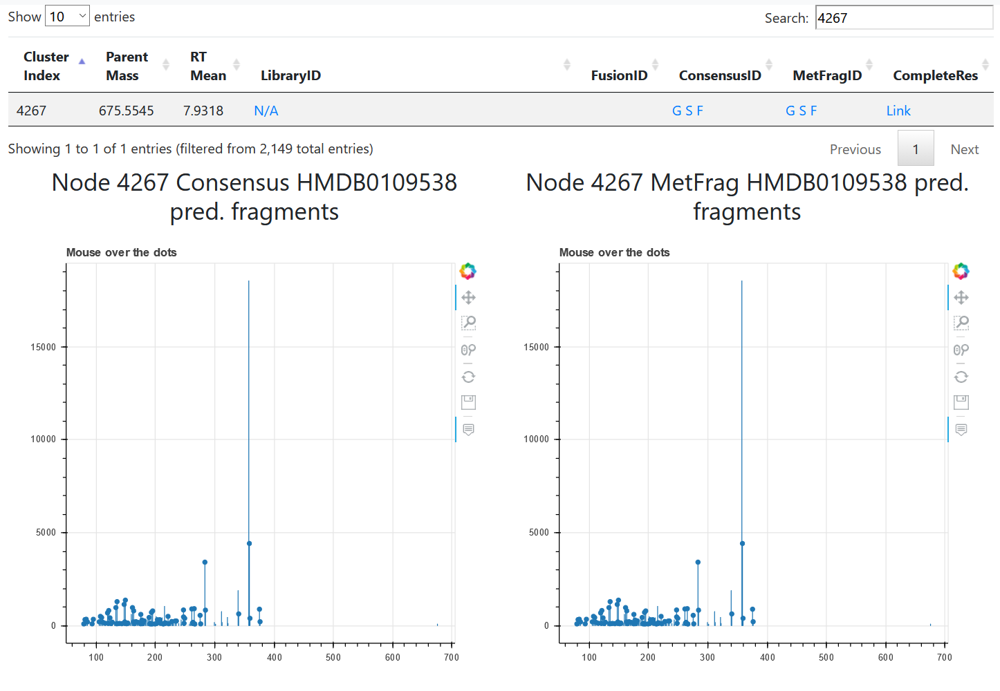 Show 10 entries Search: 4267
Cluster Index Parent Mass RT Mean LibraryID FusionID ConsensusID MetFragID CompleteRes
4267 675.5545 7.9318 N/A G S F G S F Link
Showing 1 to 1 of 1 entries (filtered from 2,149 total entries) Previous 1 Next
Node 4267 Consensus HMDB0109538
pred. fragments
Mouse over the dots
15000
10000
5000
0
100 200 300 400 500 600 700
Node 4267 MetFrag HMDB0109538 pred.
fragments
Mouse over the dots
15000
10000
5000
0
100 200 300 400 500 600 700